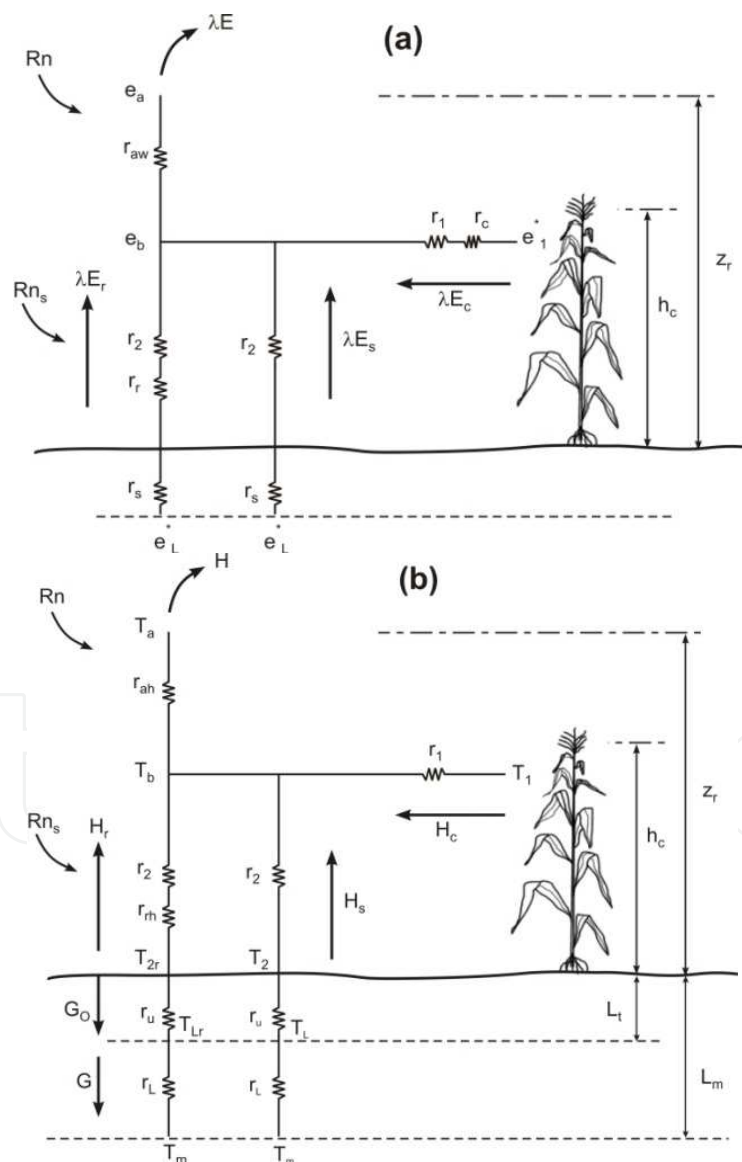 λE
(a)
Rn
e_a
r_aw
e_b
r_1 r_c e*_1
z_r
λE_r
λE_c
h_c
Rn_s
r_2 r_2 λE_s
r_r
r_s r_s
e*_L e*_L
H
(b)
Rn
T_a
r_ah
T_b r_1 T_1
z_r
Rn_s H_r H_c
h_c
r_2 r_2 H_s
r_rh
T_2r T_2
G_O r_u T_Lr r_u T_L L_t
G r_L r_L L_m
T_m T_m